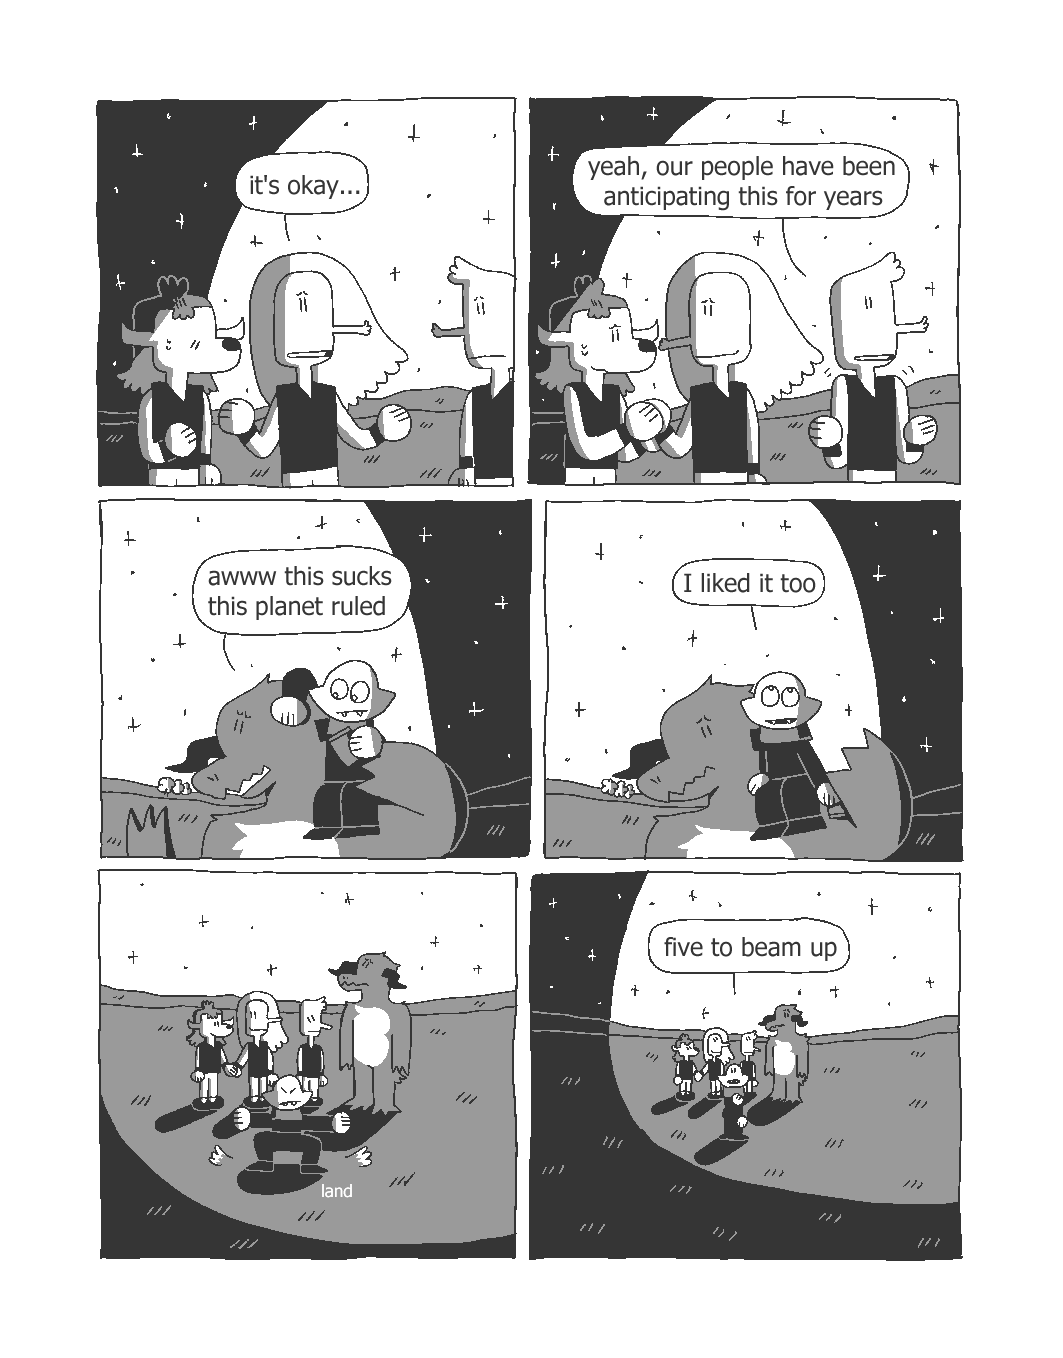 it's okay...
yeah, our people have been
anticipating this for years
awww this sucks
this planet ruled
I liked it too
land
five to beam up